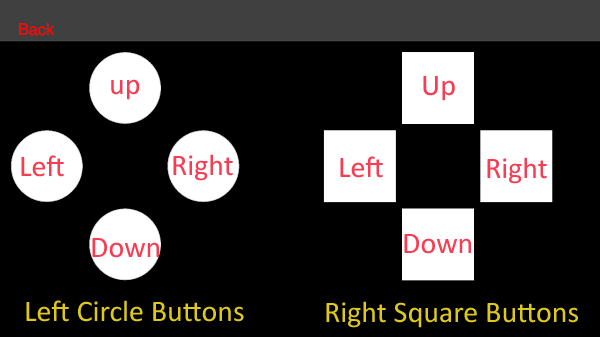 Back
up
Left
Right
Down
Left Circle Buttons
Up
Left
Right
Down
Right Square Buttons